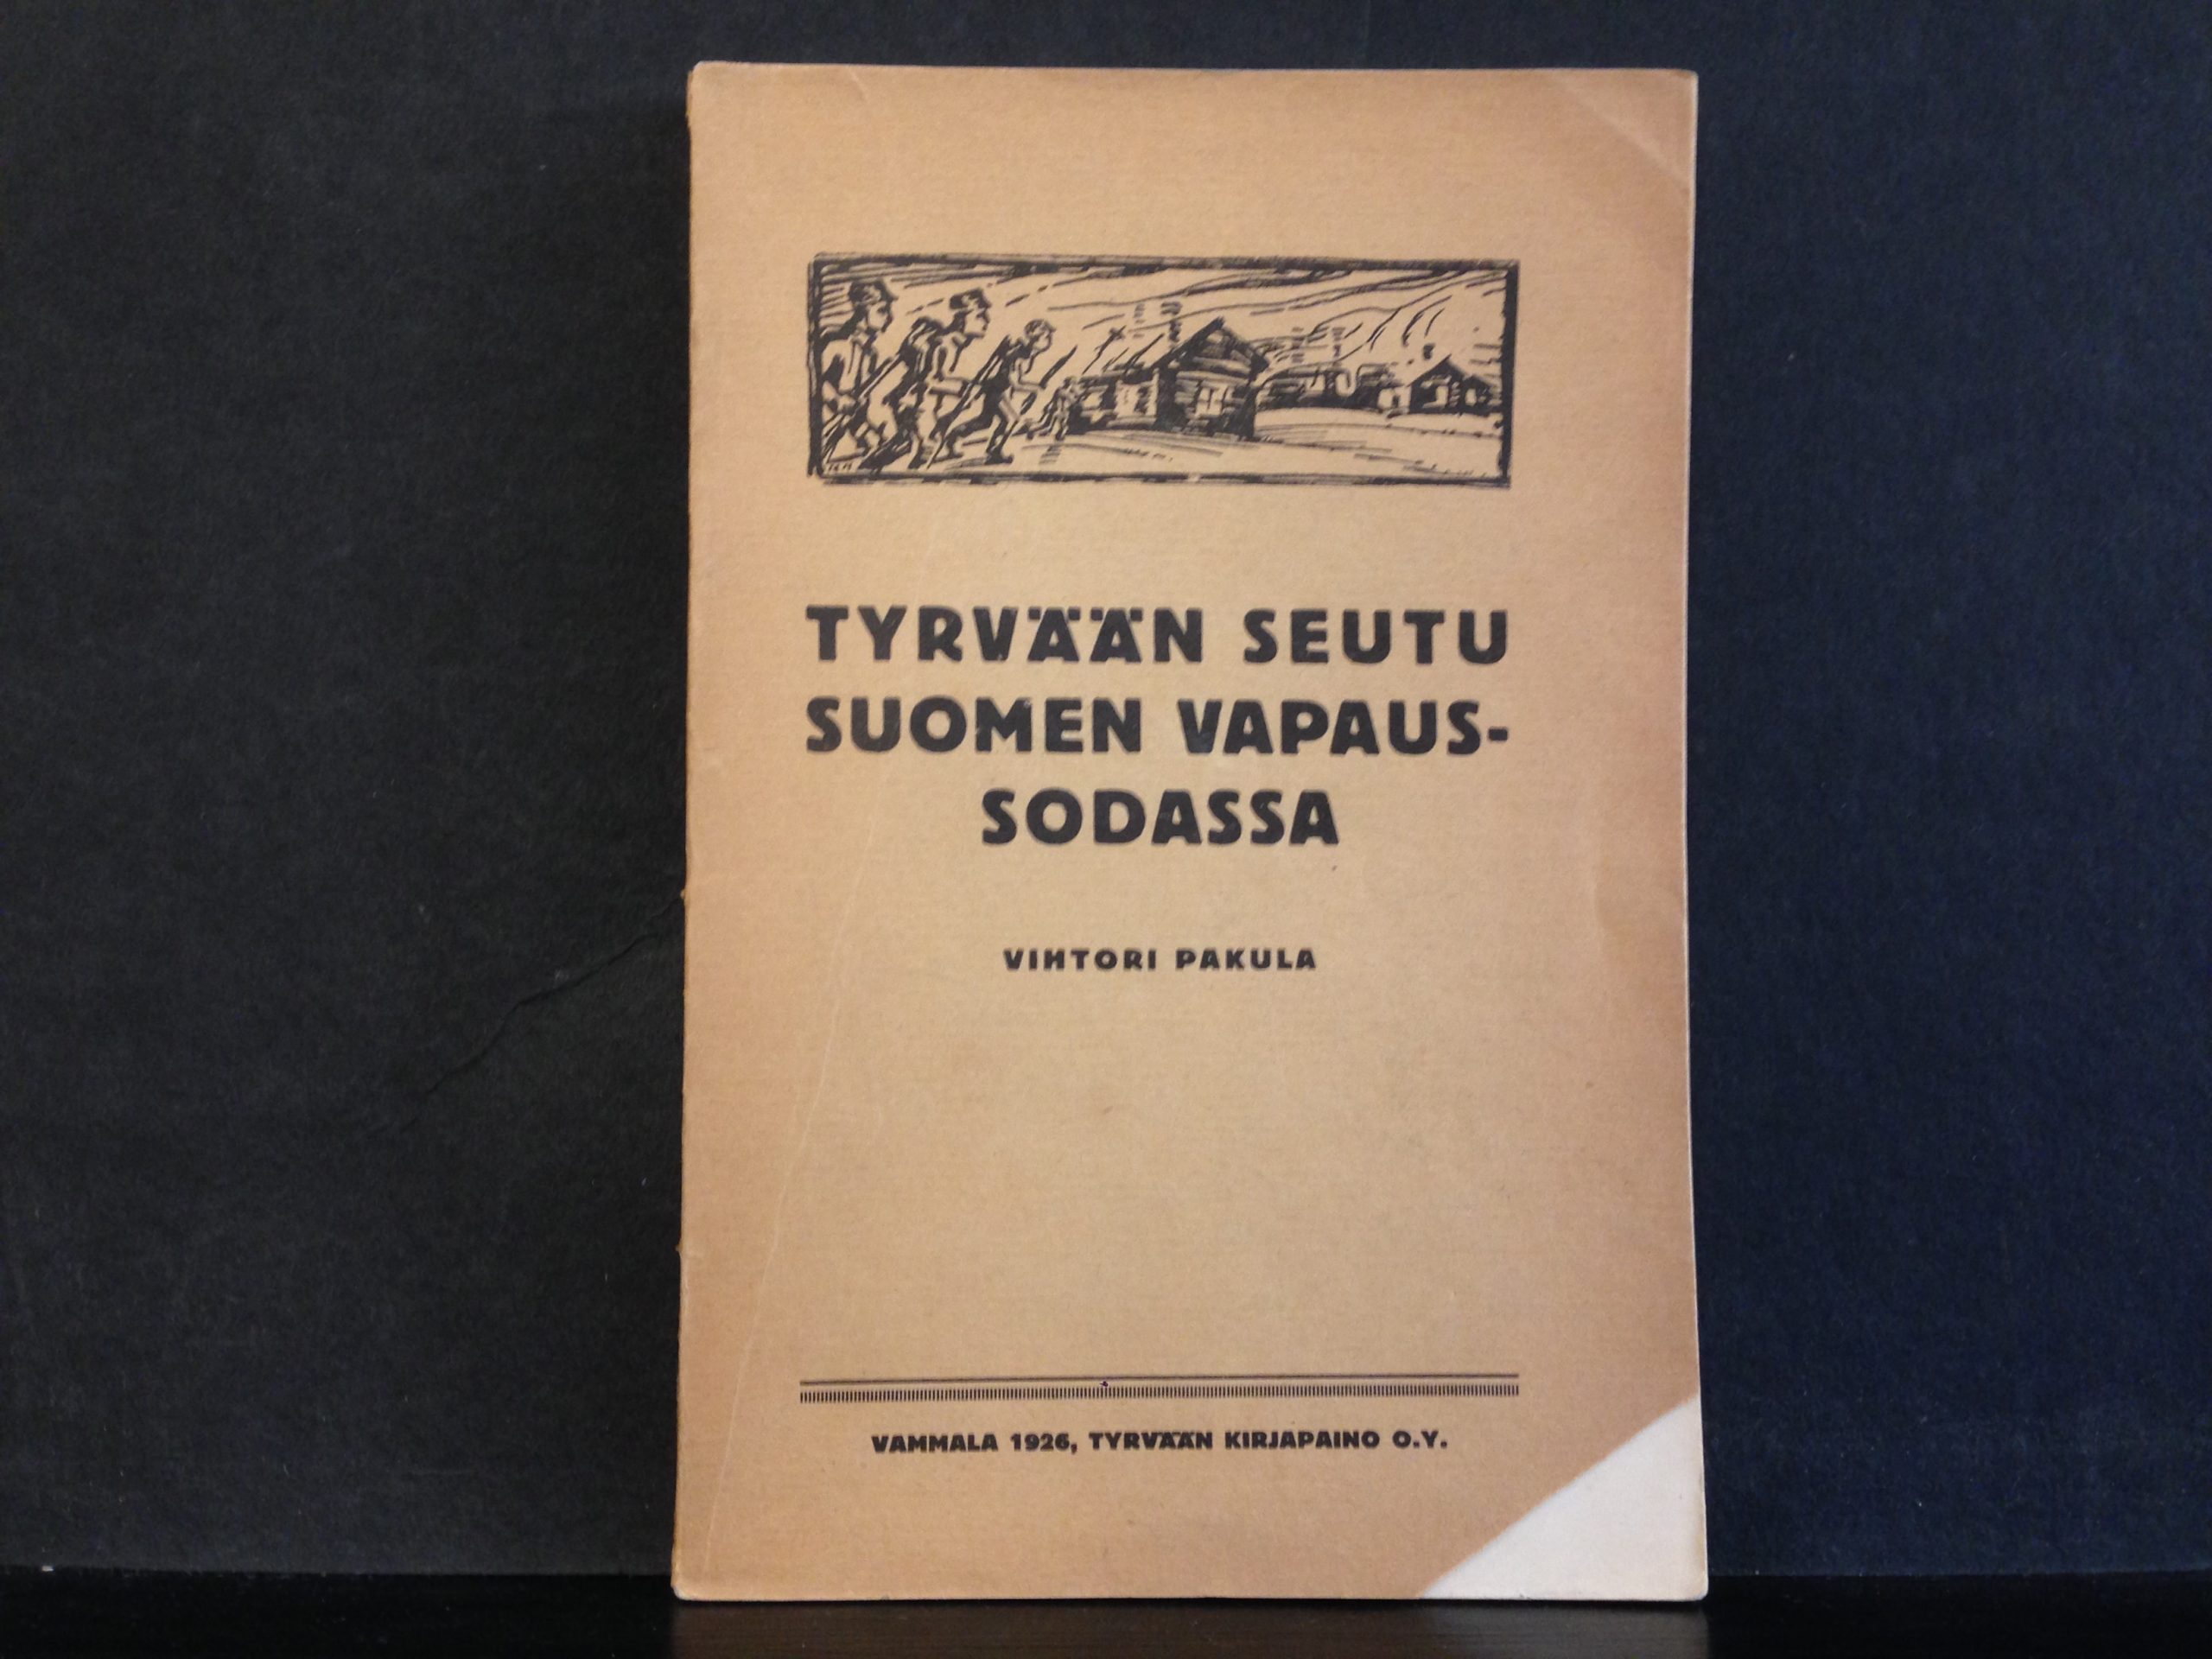 TYRVÄÄN SEUTU
SUOMEN VAPAUS-
SODASSA
VIHTORI PAKULA
VAMMALA 1926, TYRVÄÄN KIRJAPAINO O.Y.